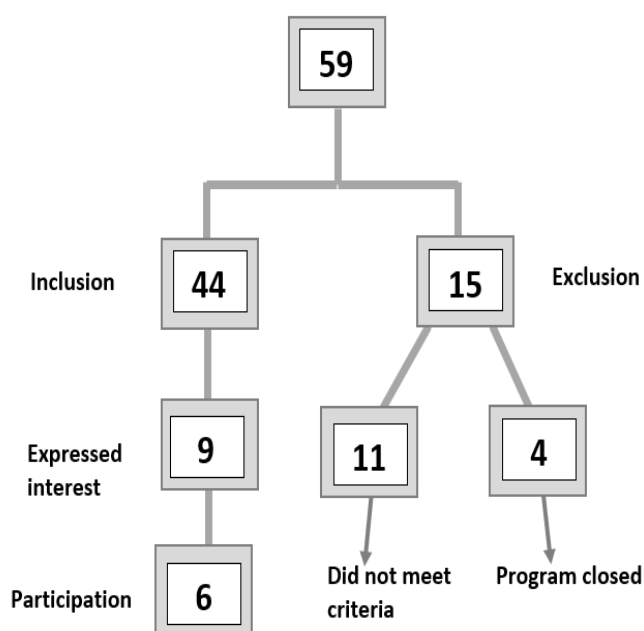 59
Inclusion
44
15
Exclusion
Expressed
interest
9
11
4
Participation
6
Did not meet
criteria
Program closed